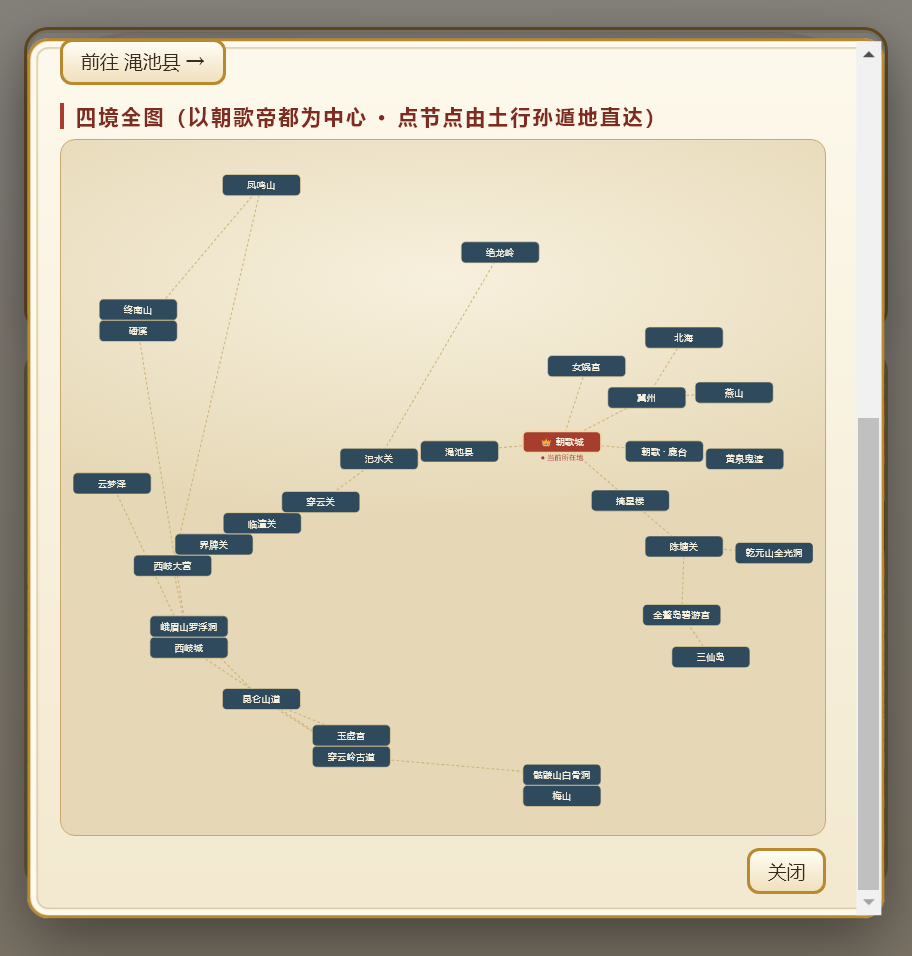 前往 渑池县 →
四境全图（以朝歌帝都为中心 · 点节点由土行孙遁地直达）
凤鸣山
绝龙岭
终南山
磻溪
北海
女娲宫
燕山
冀州
朝歌城
● 当前所在地
渑池县
汜水关
朝歌 · 鹿台
黄泉鬼渡
云梦泽
穿云关
摘星楼
临潼关
界牌关
陈塘关
乾元山金光洞
西岐大营
金鳌岛碧游宫
峨眉山罗浮洞
西岐城
三仙岛
昆仑山道
玉虚宫
穿云岭古道
骷髅山白骨洞
梅山
关闭